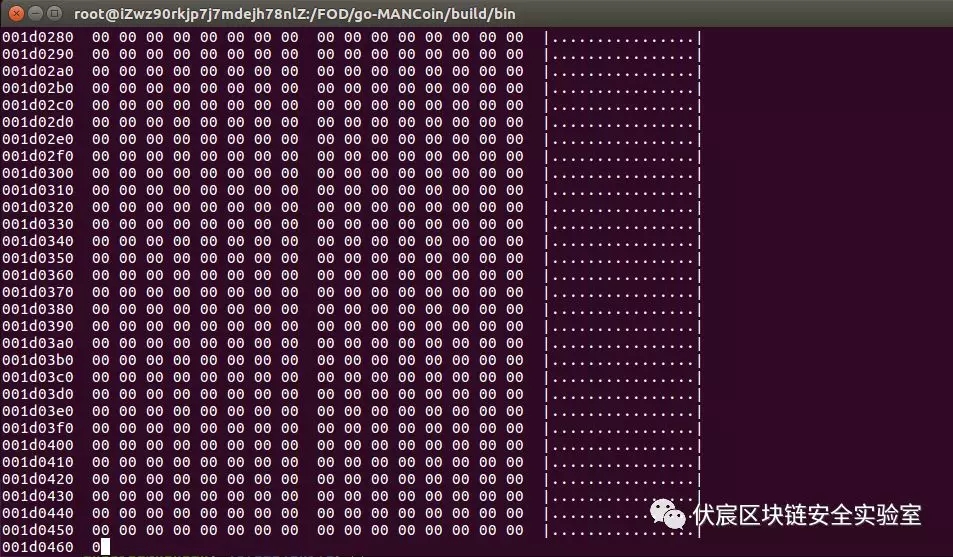 root@iZwz90rkjp7j7mdejh78nlZ:/FOD/go-MANCoin/build/bin
001d0280 00 00 00 00 00 00 00 00 00 00 00 00 00 00 00 00 |................|
001d0290 00 00 00 00 00 00 00 00 00 00 00 00 00 00 00 00 |................|
001d02a0 00 00 00 00 00 00 00 00 00 00 00 00 00 00 00 00 |................|
001d02b0 00 00 00 00 00 00 00 00 00 00 00 00 00 00 00 00 |................|
001d02c0 00 00 00 00 00 00 00 00 00 00 00 00 00 00 00 00 |................|
001d02d0 00 00 00 00 00 00 00 00 00 00 00 00 00 00 00 00 |................|
001d02e0 00 00 00 00 00 00 00 00 00 00 00 00 00 00 00 00 |................|
001d02f0 00 00 00 00 00 00 00 00 00 00 00 00 00 00 00 00 |................|
001d0300 00 00 00 00 00 00 00 00 00 00 00 00 00 00 00 00 |................|
001d0310 00 00 00 00 00 00 00 00 00 00 00 00 00 00 00 00 |................|
001d0320 00 00 00 00 00 00 00 00 00 00 00 00 00 00 00 00 |................|
001d0330 00 00 00 00 00 00 00 00 00 00 00 00 00 00 00 00 |................|
001d0340 00 00 00 00 00 00 00 00 00 00 00 00 00 00 00 00 |................|
001d0350 00 00 00 00 00 00 00 00 00 00 00 00 00 00 00 00 |................|
001d0360 00 00 00 00 00 00 00 00 00 00 00 00 00 00 00 00 |................|
001d0370 00 00 00 00 00 00 00 00 00 00 00 00 00 00 00 00 |................|
001d0380 00 00 00 00 00 00 00 00 00 00 00 00 00 00 00 00 |................|
001d0390 00 00 00 00 00 00 00 00 00 00 00 00 00 00 00 00 |................|
001d03a0 00 00 00 00 00 00 00 00 00 00 00 00 00 00 00 00 |................|
001d03b0 00 00 00 00 00 00 00 00 00 00 00 00 00 00 00 00 |................|
001d03c0 00 00 00 00 00 00 00 00 00 00 00 00 00 00 00 00 |................|
001d03d0 00 00 00 00 00 00 00 00 00 00 00 00 00 00 00 00 |................|
001d03e0 00 00 00 00 00 00 00 00 00 00 00 00 00 00 00 00 |................|
001d03f0 00 00 00 00 00 00 00 00 00 00 00 00 00 00 00 00 |................|
001d0400 00 00 00 00 00 00 00 00 00 00 00 00 00 00 00 00 |................|
001d0410 00 00 00 00 00 00 00 00 00 00 00 00 00 00 00 00 |................|
001d0420 00 00 00 00 00 00 00 00 00 00 00 00 00 00 00 00 |................|
001d0430 00 00 00 00 00 00 00 00 00 00 00 00 00 00 00 00 |................|
001d0440 00 00 00 00 00 00 00 00 00 00 00 00 00 00 00 00 |................|
001d0450 00 00 00 00 00 00 00 00 00 00 00 00 00 00 00 00 |................|
001d0460 0
伏宸区块链安全实验室